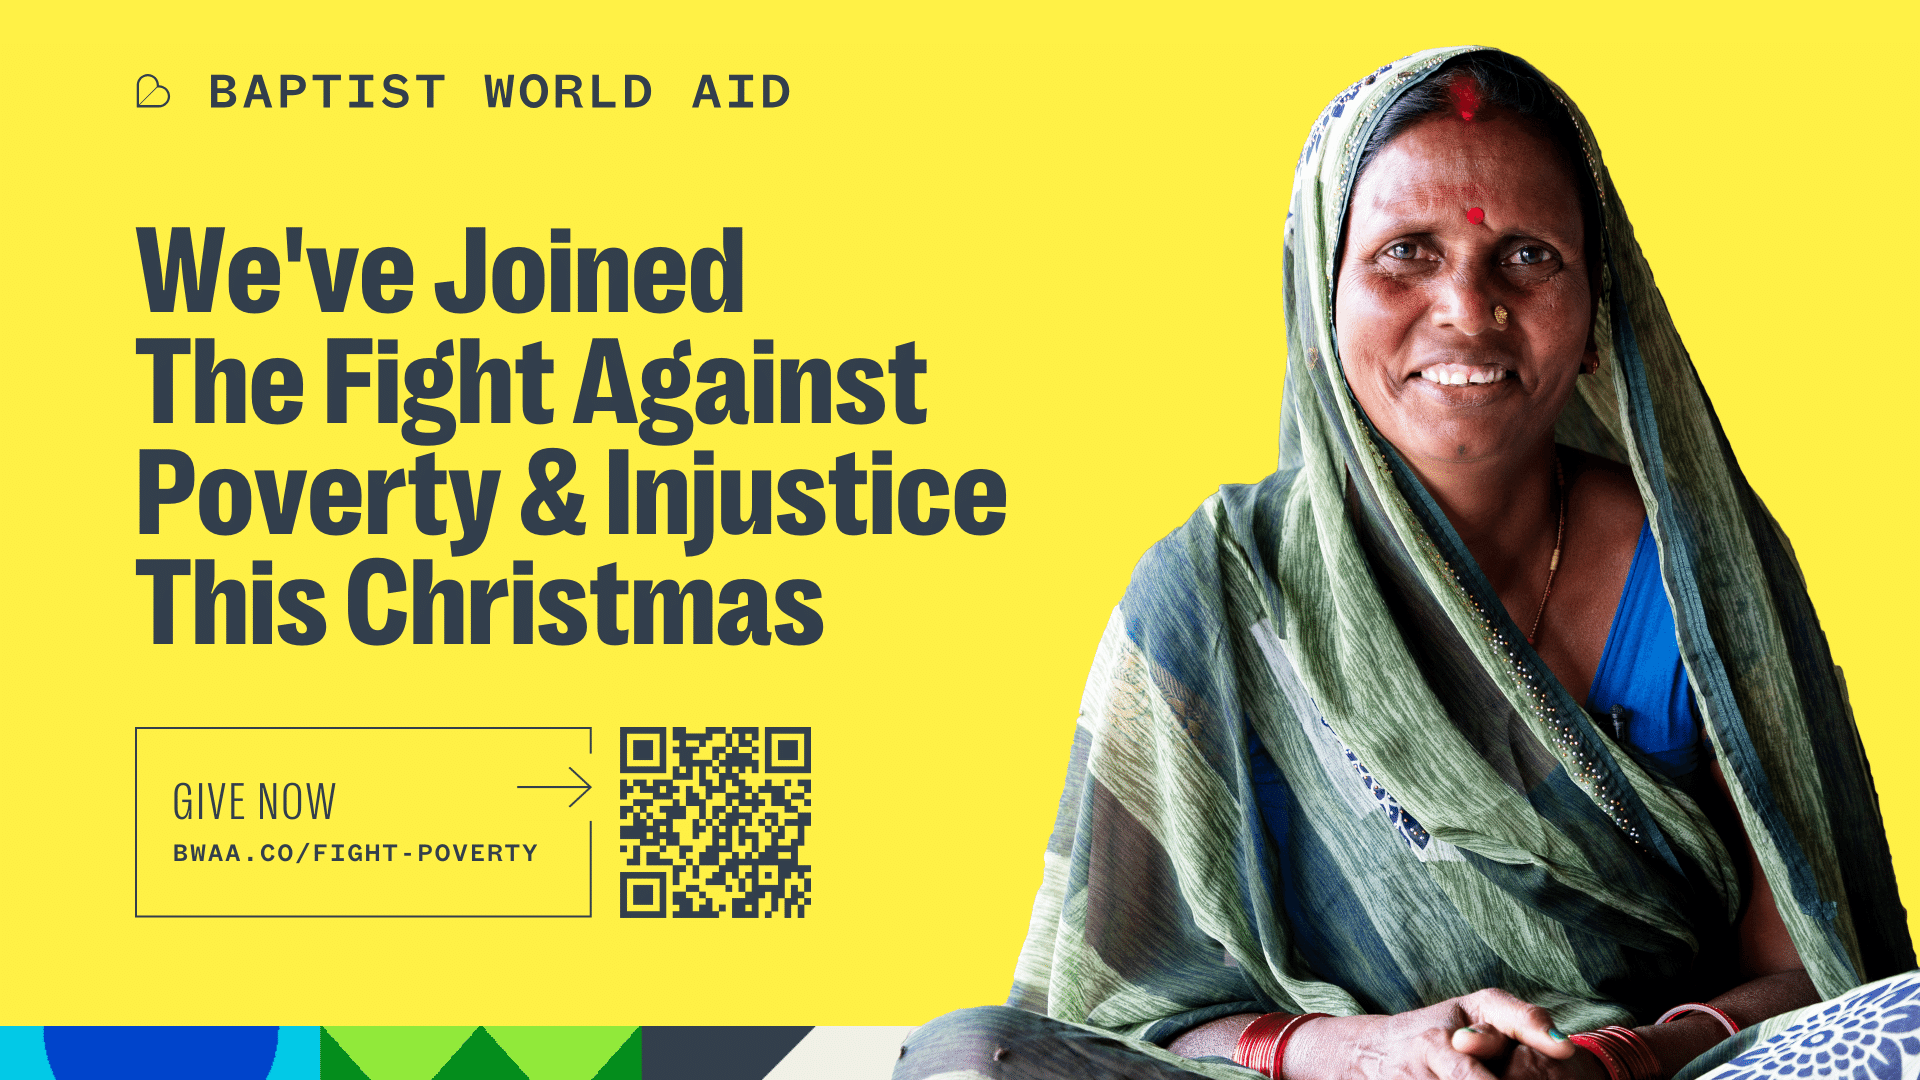 BAPTIST WORLD AID
We've Joined
The Fight Against
Poverty & Injustice
This Christmas
GIVE NOW
BWAA.CO/FIGHT-POVERTY